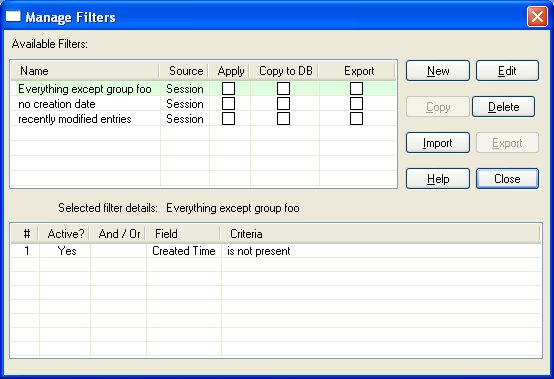 Manage Filters
Available Filters:
Name Source Apply Copy to DB Export
Everything except group foo Session
no creation date Session
recently modified entries Session
New Edit
Copy Delete
Import Export
Help Close
Selected filter details: Everything except group foo
# Active? And / Or Field Criteria
1 Yes Created Time is not present